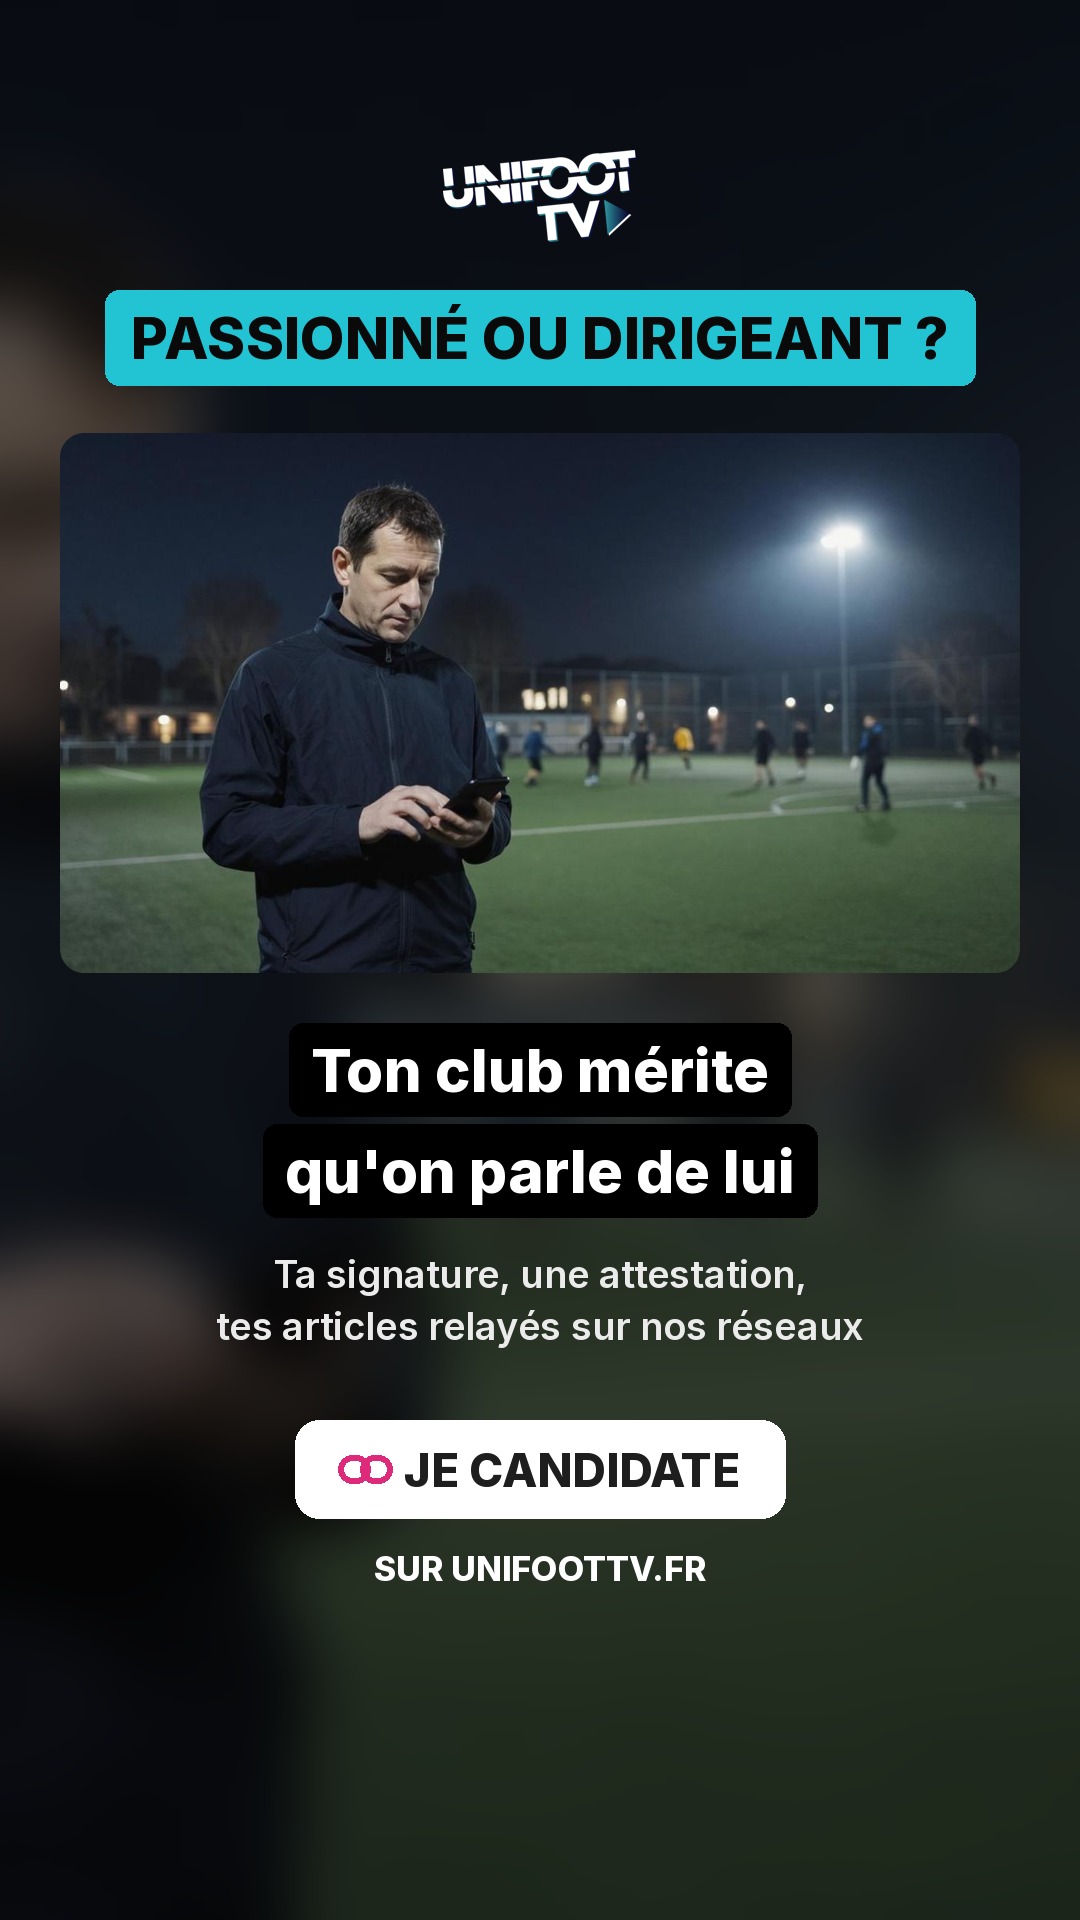 UNIFOOT
TV
PASSIONNÉ OU DIRIGEANT ?
Ton club mérite
qu'on parle de lui
Ta signature, une attestation,
tes articles relayés sur nos réseaux
JE CANDIDATE
SUR UNIFOOTTV.FR